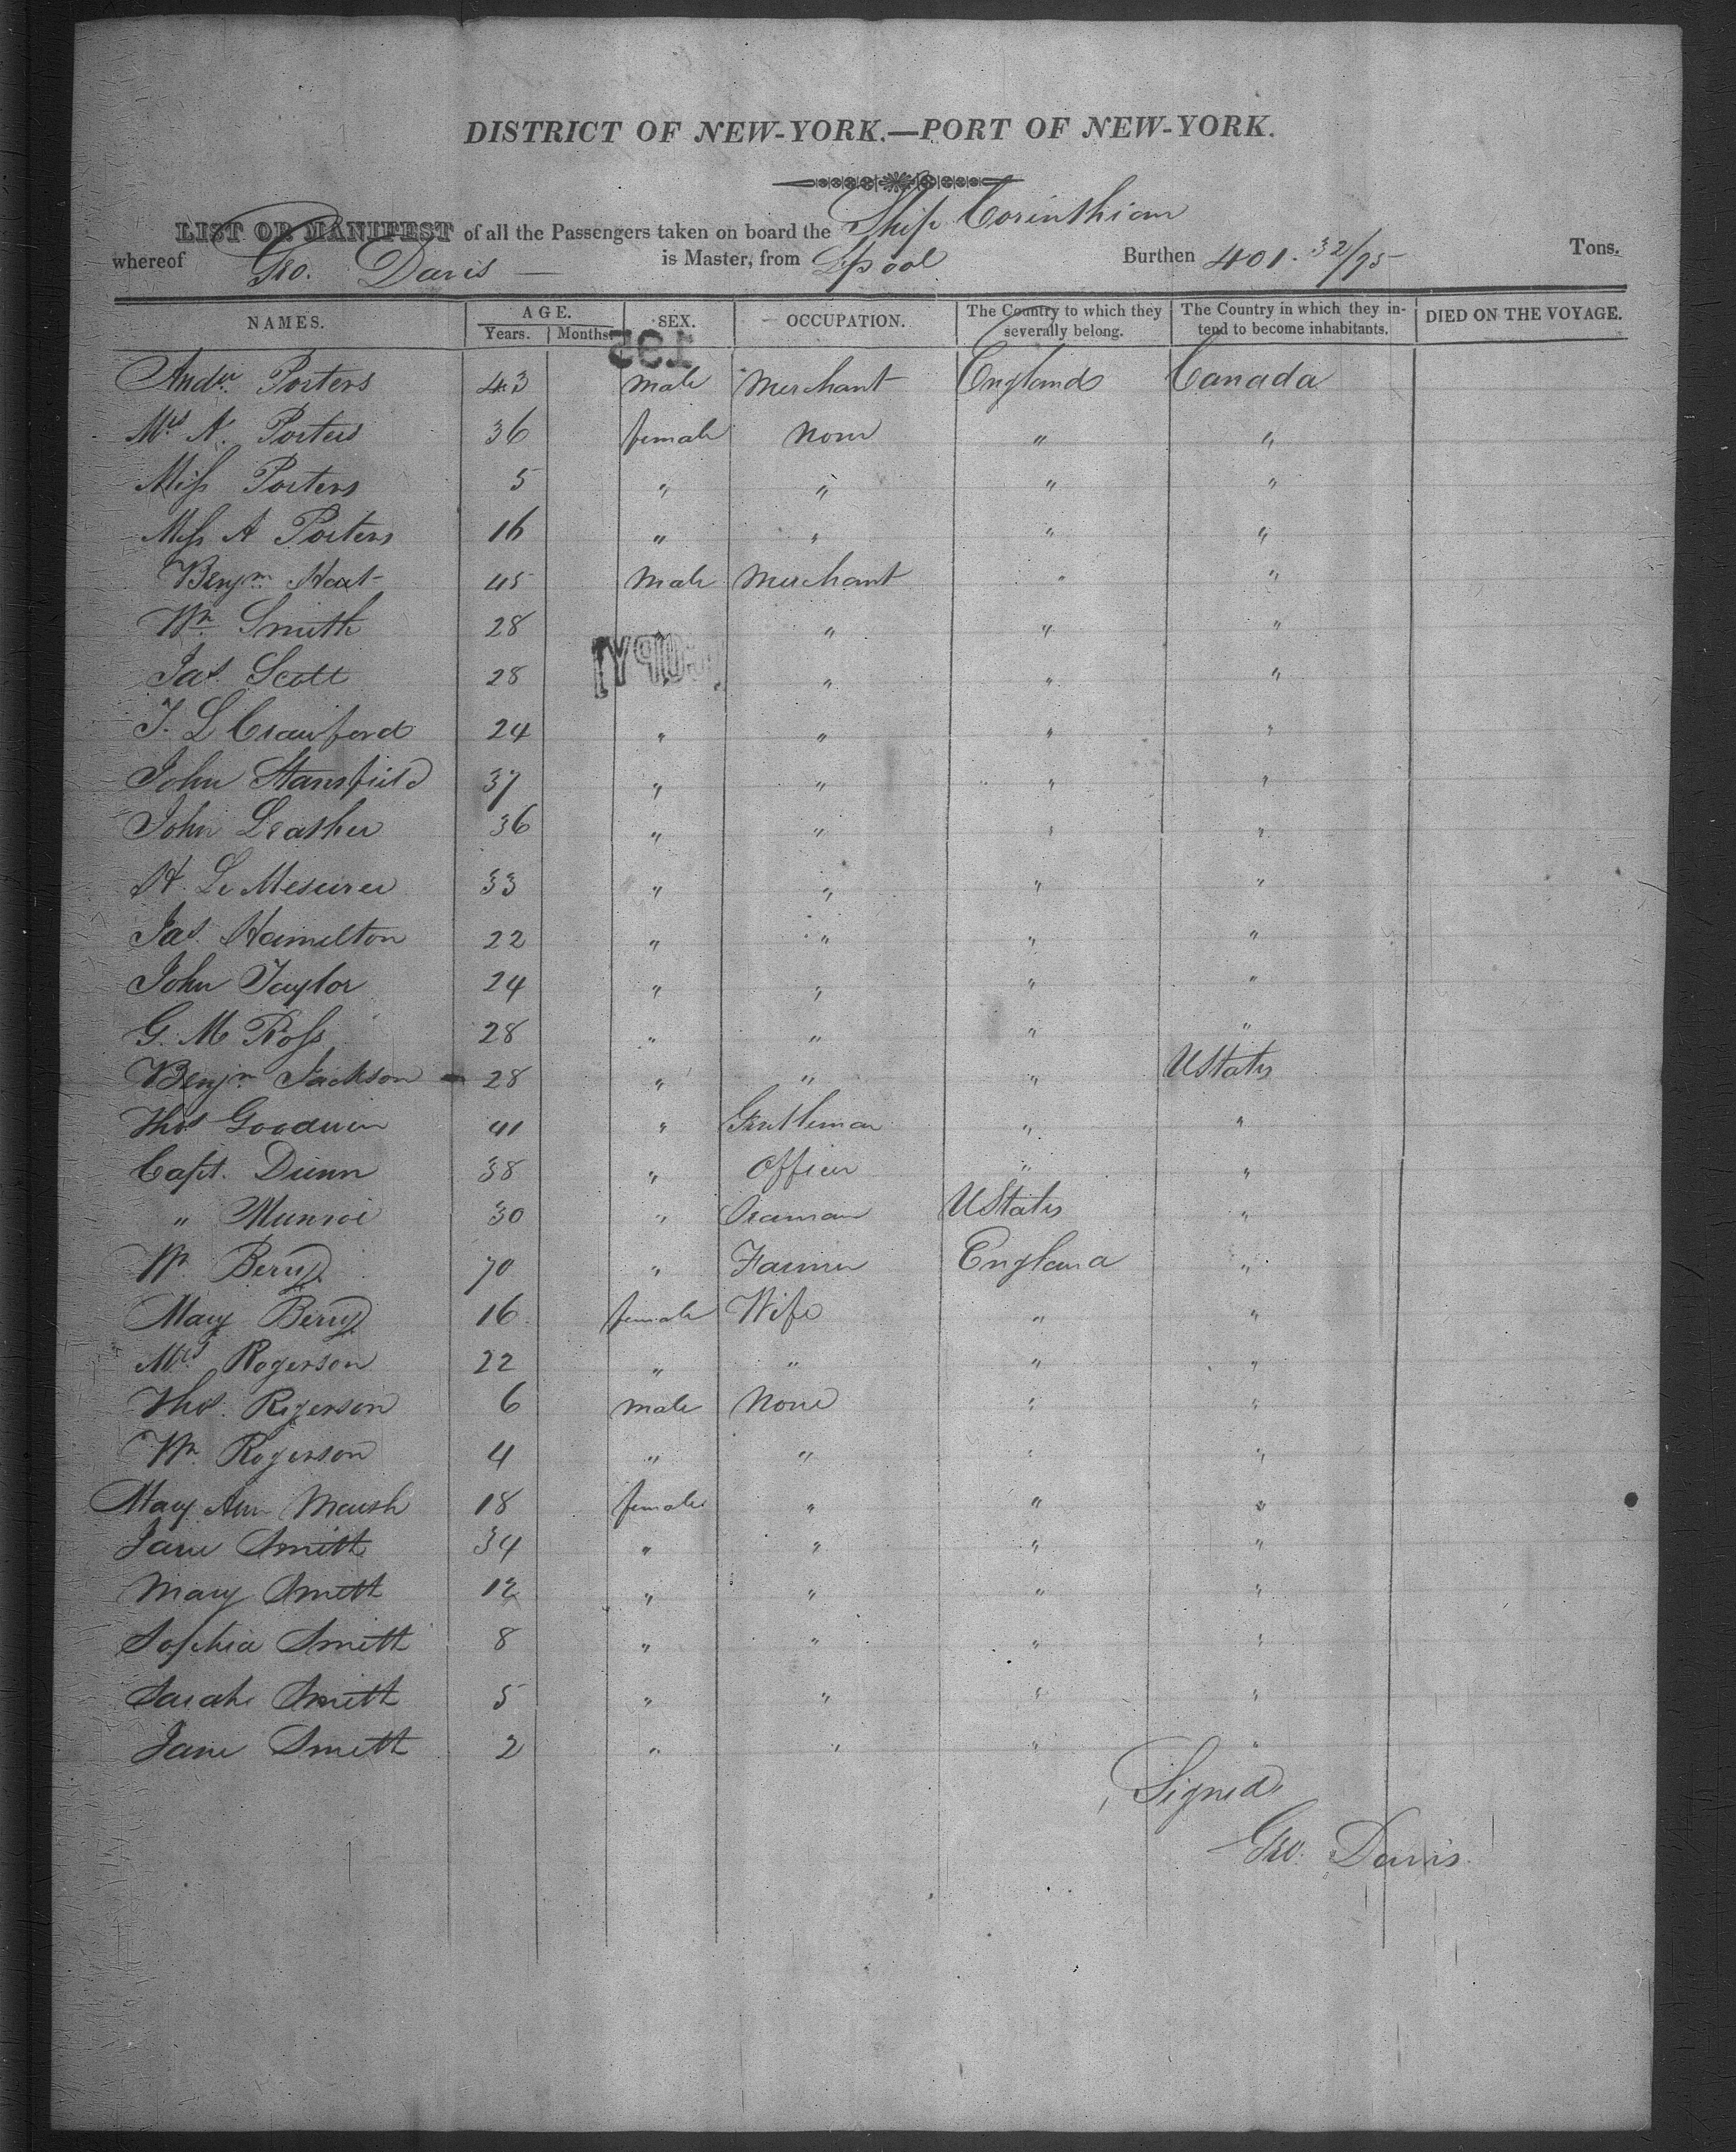 DISTRICT OF NEW-YORK.—PORT OF NEW-YORK.
LIST OR MANIFEST of all the Passengers taken on board the Ship Corinthian
whereof Geo. Davis — is Master, from Lpool Burthen 401. 32/95 Tons.
NAMES. AGE. SEX. OCCUPATION. The Country to which they severally belong. The Country in which they intend to become inhabitants. DIED ON THE VOYAGE.
Years. Months.
195
Andw. Porters 43 male Merchant England Canada
Mrs A. Porters 36 female None " "
Miss Porters 5 " " " "
Miss A Porters 16 " " " "
Benjn. Hart 45 Male Merchant " "
Wm. Smith 28 " " " "
COPY
Jas Scott 28 " " " "
T. L Crawford 24 " " " "
John Stansfield 37 " " " "
John Leather 36 " " " "
H. Le Mesurer 33 " " " "
Jas. Hamilton 22 " " " "
John Taylor 24 " " " "
G. M Ross 28 " " " "
Benjn. Jackson 28 " " " UStates
Thos Goodwin 41 " Gentleman " "
Capt. Dunn 38 " Officer " "
" Munroe 30 " Seaman UStates "
Wm Berry 70 " Farmer England "
Mary Berry 16 female Wife " "
Mrs Rogerson 22 " " " "
Thos. Rogerson 6 male None " "
Wm. Rogerson 4 " " " "
Mary Ann Marsh 18 female " " "
Jane Smith 34 " " " "
Mary Smith 12 " " " "
Sophia Smith 8 " " " "
Sarah Smith 5 " " " "
Jane Smith 2 " " " "
Signed
Geo. Davis